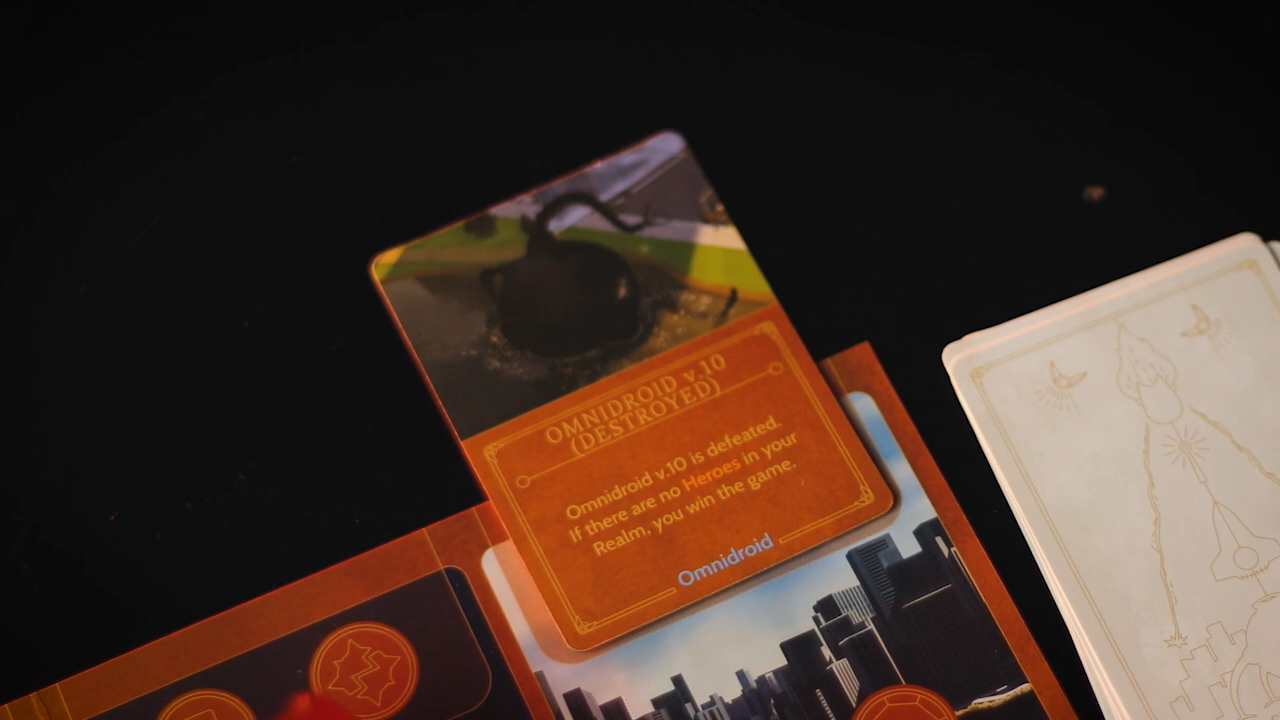 OMNIDROID v.10
(DESTROYED)
Omnidroid v.10 is defeated.
If there are no Heroes in your
Realm, you win the game.
Omnidroid